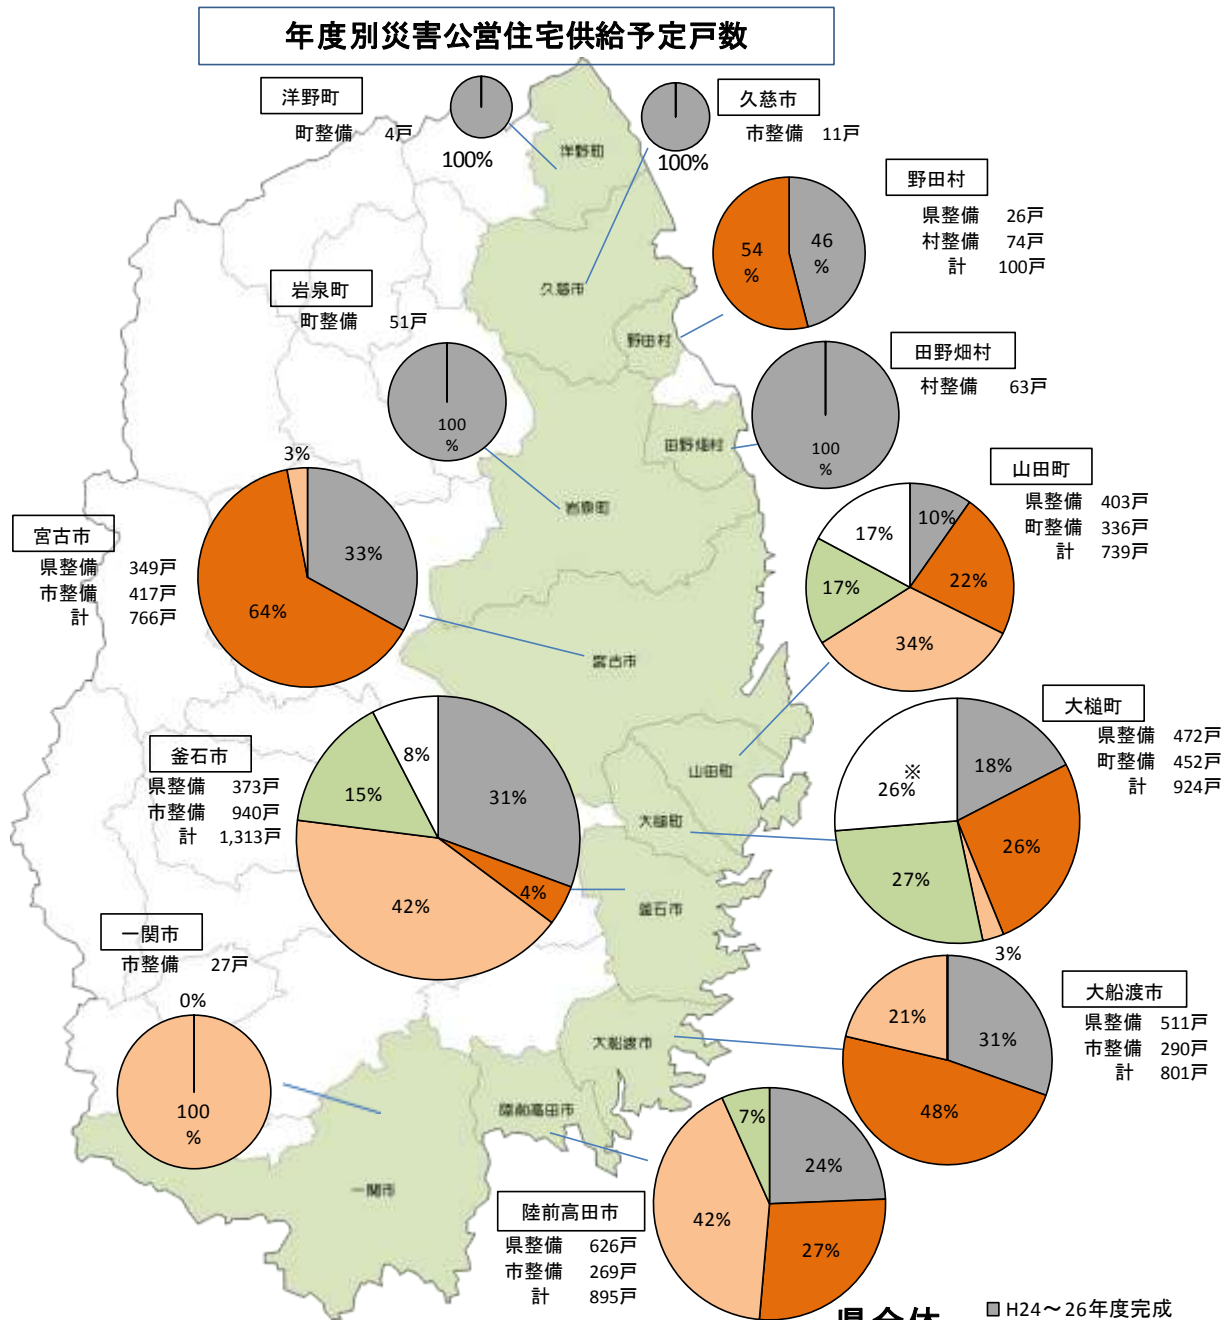 年度別災害公営住宅供給予定戸数
洋野町
町整備 4戸
100%
久慈市
市整備 11戸
100%
洋野町
野田村
県整備 26戸
村整備 74戸
計 100戸
54%
46%
久慈市
岩泉町
町整備 51戸
100%
野田村
田野畑村
村整備 63戸
100%
田野畑村
岩泉町
宮古市
県整備 349戸
市整備 417戸
計 766戸
3%
33%
64%
山田町
県整備 403戸
町整備 336戸
計 739戸
10%
22%
34%
17%
17%
宮古市
山田町
大槌町
大槌町
県整備 472戸
町整備 452戸
計 924戸
18%
26%
3%
27%
※
26%
釜石市
県整備 373戸
市整備 940戸
計 1,313戸
31%
4%
42%
15%
8%
釜石市
一関市
市整備 27戸
0%
100%
大船渡市
大船渡市
県整備 511戸
市整備 290戸
計 801戸
31%
48%
21%
陸前高田市
一関市
陸前高田市
県整備 626戸
市整備 269戸
計 895戸
24%
27%
42%
7%
県全体
H24～26年度完成